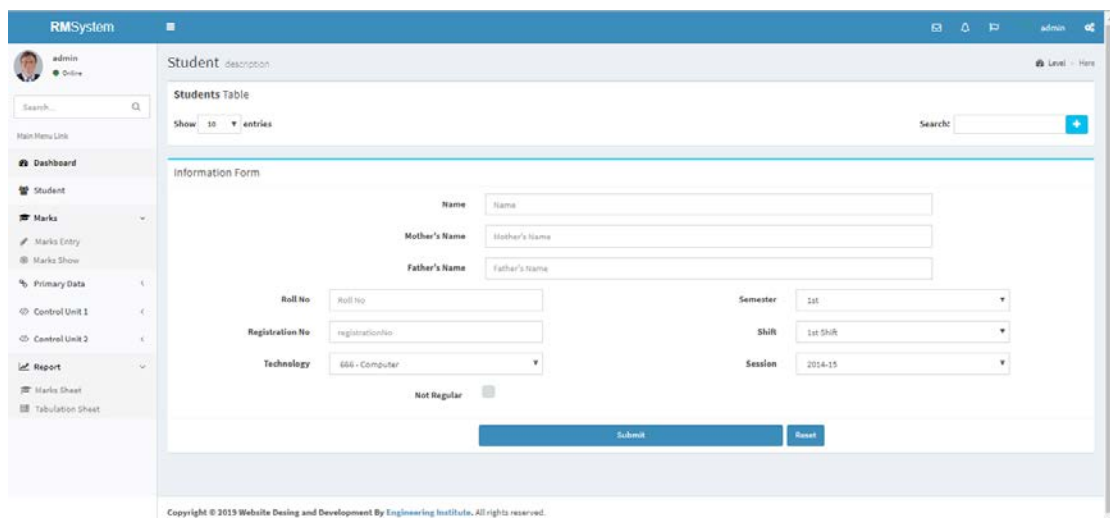 RMSystem
admin
admin
Online
Student description
Level > Here
Search...
Students Table
Show 10 entries
Search:
Main Menu Link
Dashboard
Student
Marks
Marks Entry
Marks Show
Primary Data
Control Unit 1
Control Unit 2
Report
Marks Sheet
Tabulation Sheet
Information Form
Name Name
Mother's Name Mother's Name
Father's Name Father's Name
Roll No Roll No
Semester 1st
Registration No registrationNo
Shift 1st Shift
Technology 666 - Computer
Session 2014-15
Not Regular
Submit Reset
Copyright © 2019 Website Desing and Development By Engineering Institute. All rights reserved.